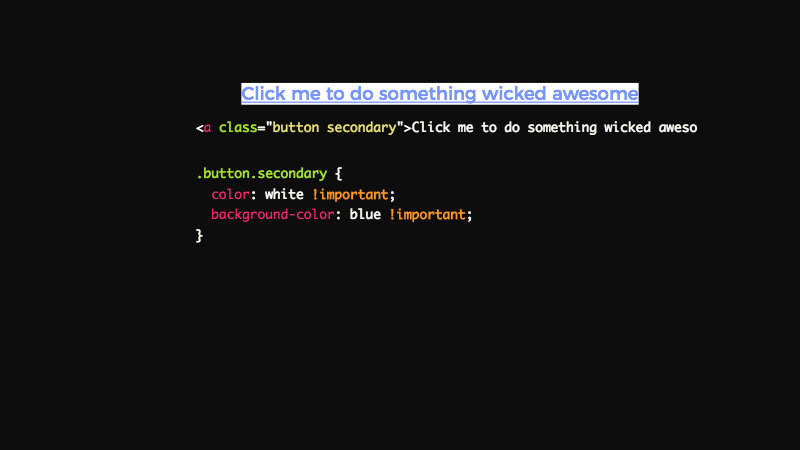 Click me to do something wicked awesome
<a class="button secondary">Click me to do something wicked aweso
.button.secondary {
  color: white !important;
  background-color: blue !important;
}